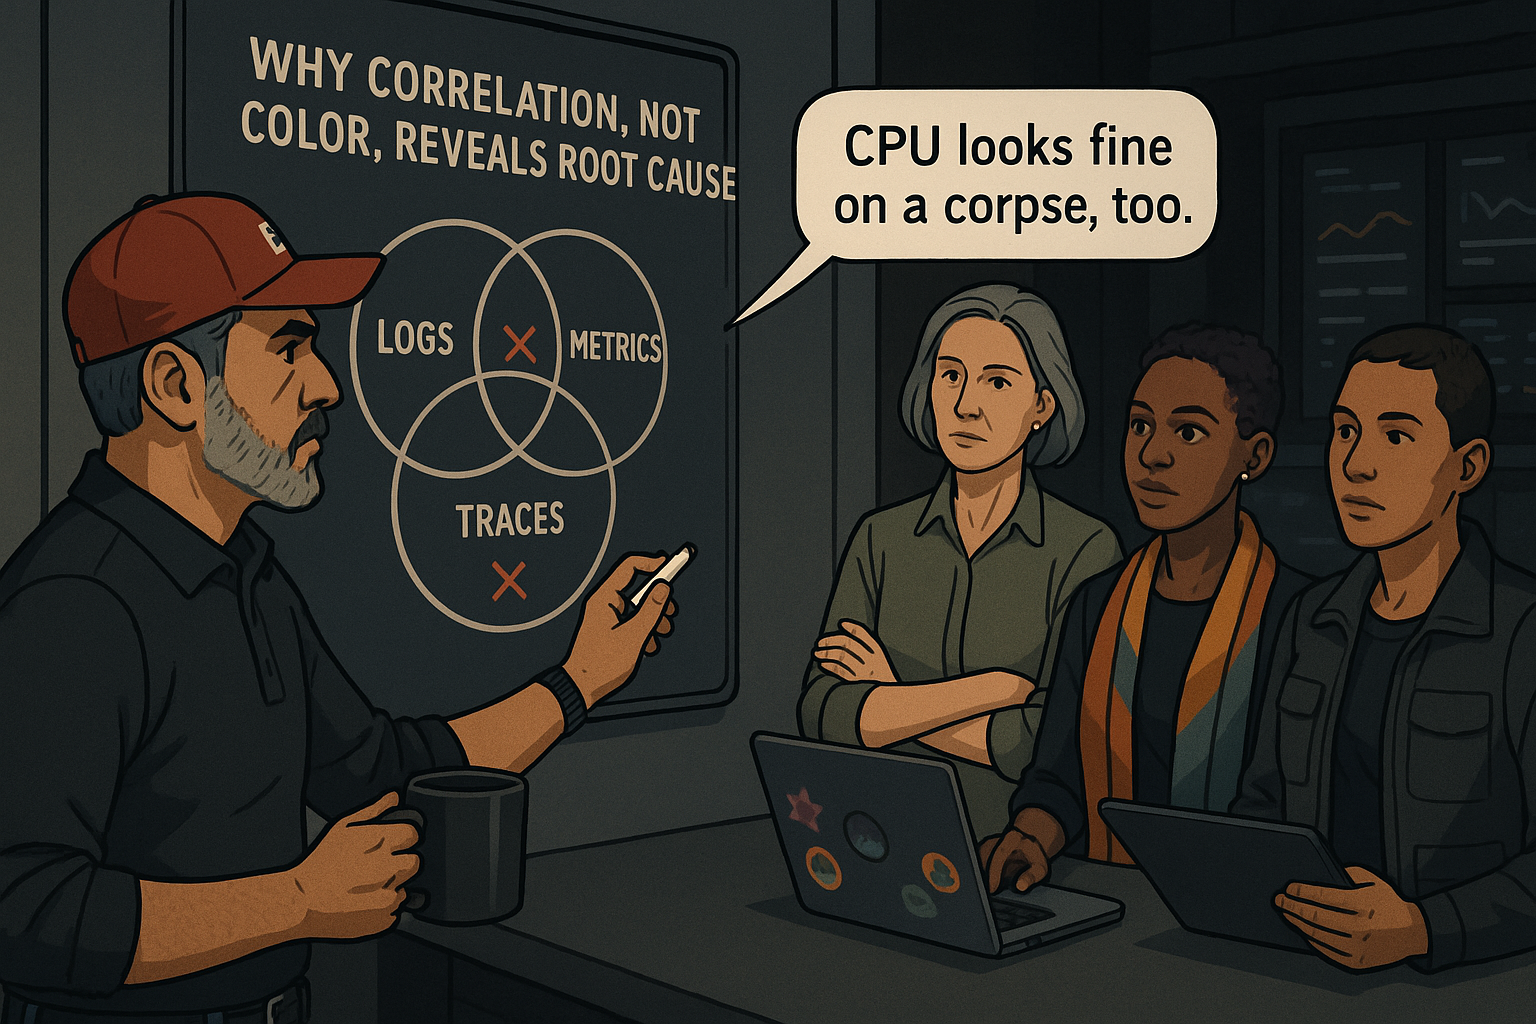 WHY CORRELATION, NOT
COLOR, REVEALS ROOT CAUSE
CPU looks fine
on a corpse, too.
LOGS
METRICS
TRACES